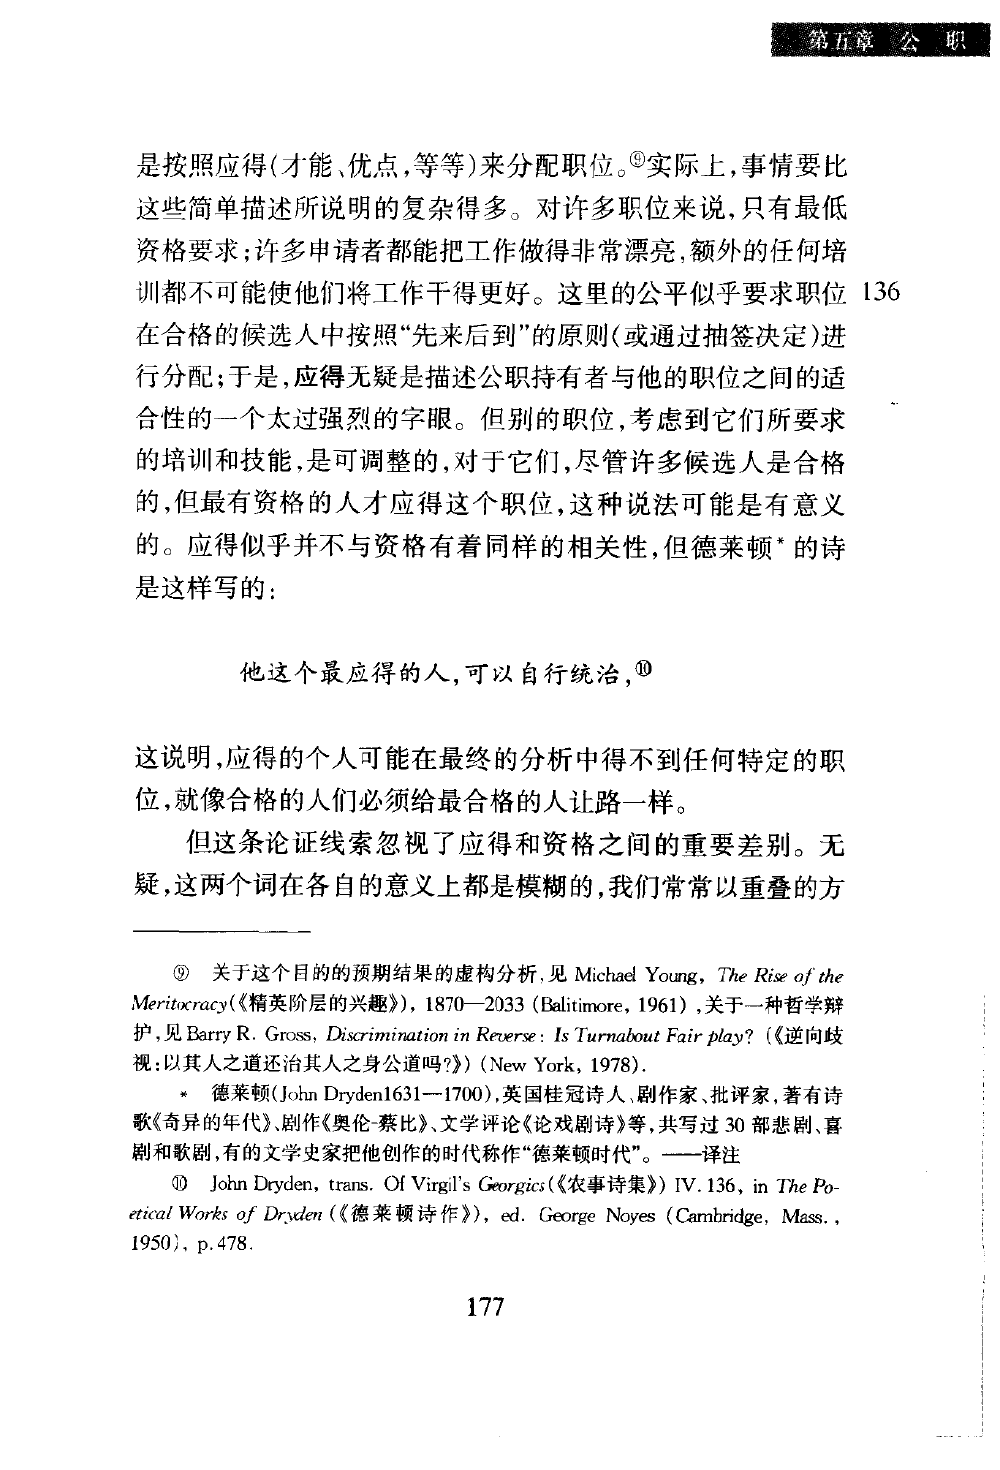 第五章 公 职
是按照应得(才能、优点,等等)来分配职位。⑨实际上,事情要比
这些简单描述所说明的复杂得多。对许多职位来说,只有最低
资格要求;许多申请者都能把工作做得非常漂亮,额外的任何培
训都不可能使他们将工作干得更好。这里的公平似乎要求职位 136
在合格的候选人中按照“先来后到”的原则(或通过抽签决定)进
行分配;于是,应得无疑是描述公职持有者与他的职位之间的适
合性的一个太过强烈的字眼。但别的职位,考虑到它们所要求
的培训和技能,是可调整的,对于它们,尽管许多候选人是合格
的,但最有资格的人才应得这个职位,这种说法可能是有意义
的。应得似乎并不与资格有着同样的相关性,但德莱顿*的诗
是这样写的:
他这个最应得的人,可以自行统治,⑩
这说明,应得的个人可能在最终的分析中得不到任何特定的职
位,就像合格的人们必须给最合格的人让路一样。
但这条论证线索忽视了应得和资格之间的重要差别。无
疑,这两个词在各自的意义上都是模糊的,我们常常以重叠的方
⑨ 关于这个目的的预期结果的虚构分析,见 Michael Young, The Rise of the
Meritocracy(《精英阶层的兴趣》), 1870—2033 (Balitimore, 1961) ,关于一种哲学辩
护,见 Barry R. Gross, Discrimination in Reverse: Is Turnabout Fair play? (《逆向歧
视:以其人之道还治其人之身公道吗?》) (New York, 1978).
* 德莱顿(John Dryden1631—1700),英国桂冠诗人、剧作家、批评家,著有诗
歌《奇异的年代》、剧作《奥伦-蔡比》、文学评论《论戏剧诗》等,共写过 30 部悲剧、喜
剧和歌剧,有的文学史家把他创作的时代称作“德莱顿时代”。——译注
⑩ John Dryden, trans. Of Virgil's Georgics(《农事诗集》) IV. 136, in The Po-
etical Works of Dryden (《德莱顿诗作》), ed. George Noyes (Cambridge, Mass. ,
1950), p.478.
177